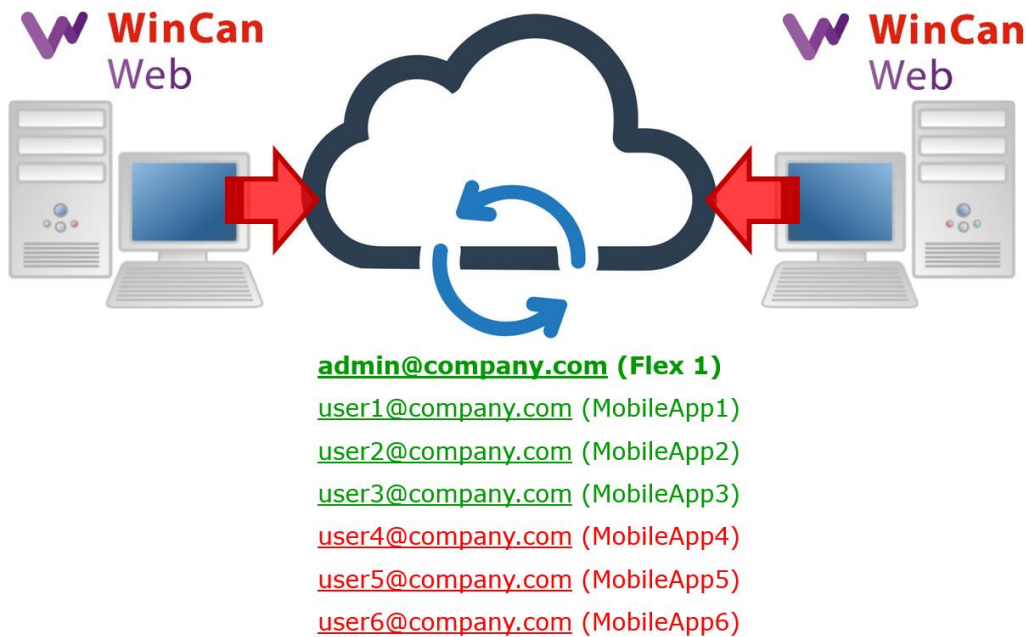 WinCan
Web
WinCan
Web
admin@company.com (Flex 1)
user1@company.com (MobileApp1)
user2@company.com (MobileApp2)
user3@company.com (MobileApp3)
user4@company.com (MobileApp4)
user5@company.com (MobileApp5)
user6@company.com (MobileApp6)